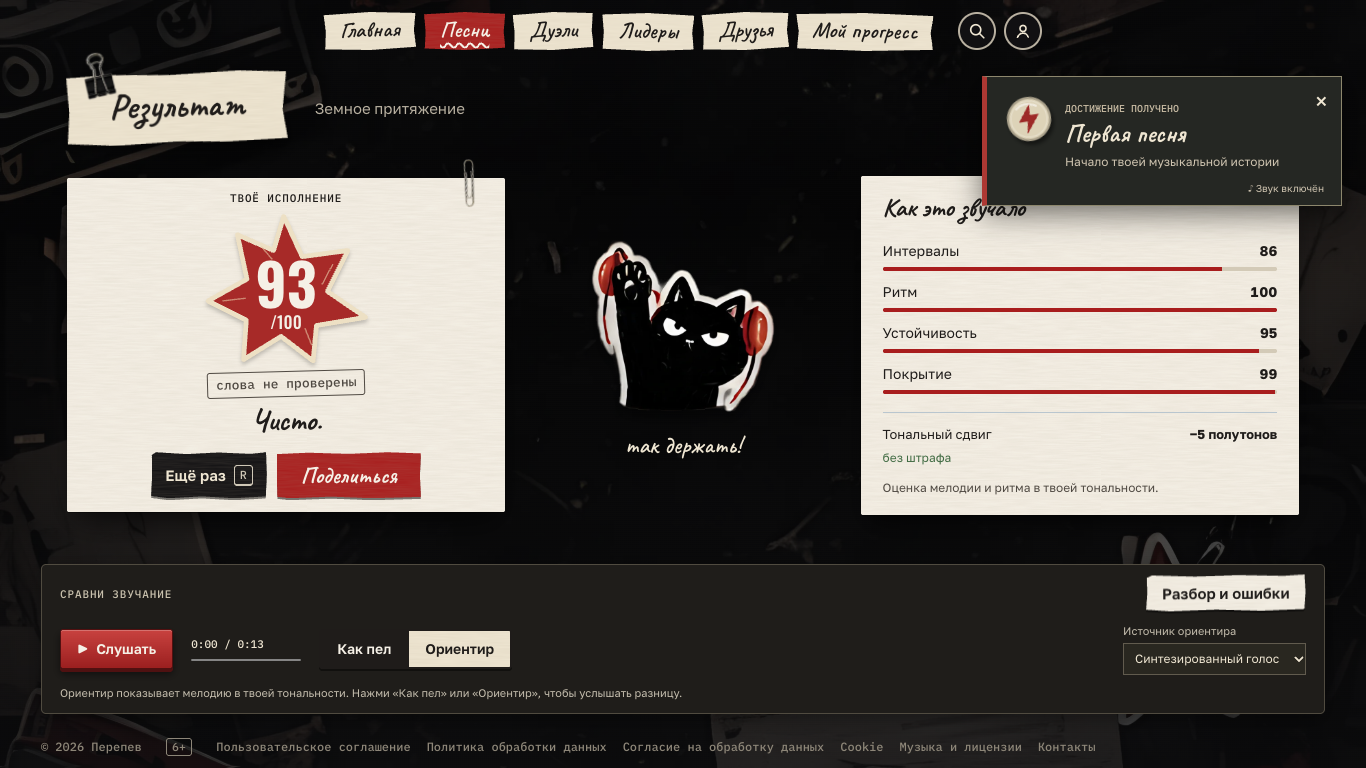 Главная Песни Дуэли Лидеры Друзья Мой прогресс
Результат
Земное притяжение
ДОСТИЖЕНИЕ ПОЛУЧЕНО
Первая песня
Начало твоей музыкальной истории
♪ Звук включён
ТВОЁ ИСПОЛНЕНИЕ
93
/100
слова не проверены
Чисто.
Ещё раз R
Поделиться
так держать!
Как это звучало
Интервалы 86
Ритм 100
Устойчивость 95
Покрытие 99
Тональный сдвиг −5 полутонов
без штрафа
Оценка мелодии и ритма в твоей тональности.
СРАВНИ ЗВУЧАНИЕ
Разбор и ошибки
Слушать
0:00 / 0:13
Как пел Ориентир
Источник ориентира
Синтезированный голос
Ориентир показывает мелодию в твоей тональности. Нажми «Как пел» или «Ориентир», чтобы услышать разницу.
© 2026 Перепев 6+ Пользовательское соглашение Политика обработки данных Согласие на обработку данных Cookie Музыка и лицензии Контакты